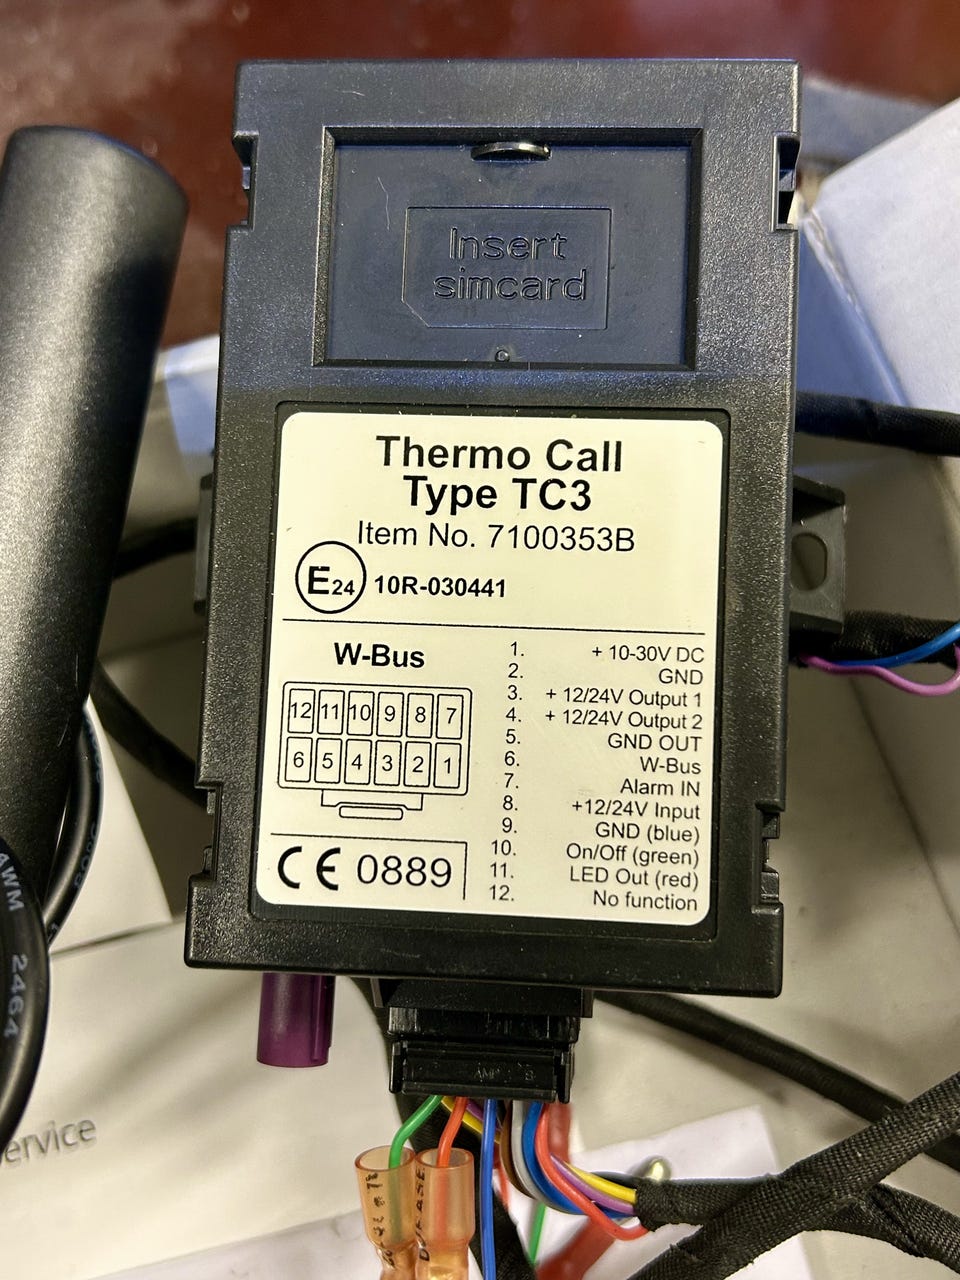 Insert
simcard
Thermo Call
Type TC3
Item No. 7100353B
E24 10R-030441
W-Bus
12 11 10 9 8 7
6 5 4 3 2 1
1. + 10-30V DC
2. GND
3. + 12/24V Output 1
4. + 12/24V Output 2
5. GND OUT
6. W-Bus
7. Alarm IN
8. +12/24V Input
9. GND (blue)
10. On/Off (green)
11. LED Out (red)
12. No function
CE 0889
AWM 2464
ervice